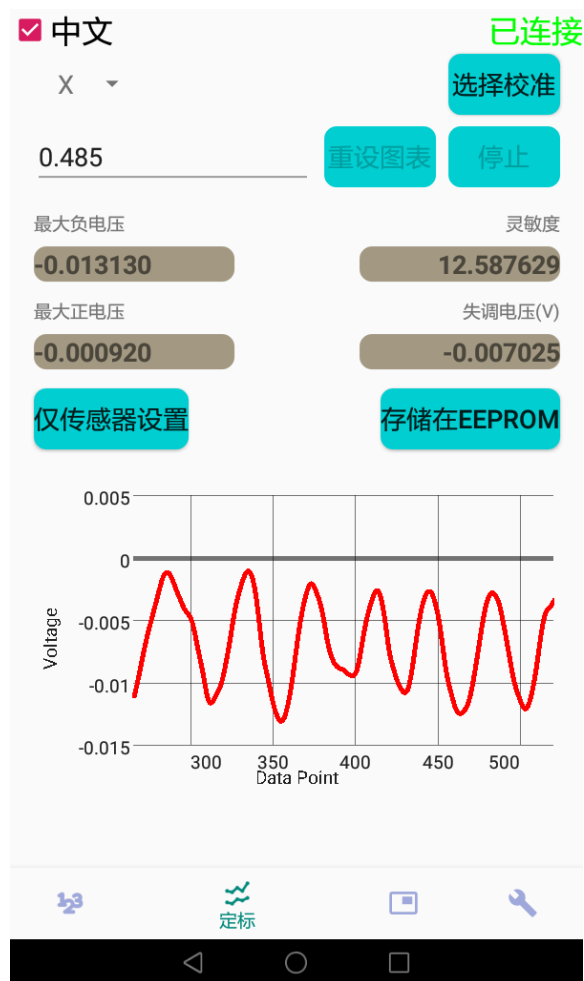 中文 已连接
X 选择校准
0.485 重设图表 停止
最大负电压 灵敏度
-0.013130 12.587629
最大正电压 失调电压(V)
-0.000920 -0.007025
仅传感器设置 存储在EEPROM
0.005
0
-0.005
-0.01
-0.015
Voltage
300 350 400 450 500
Data Point
123
定标